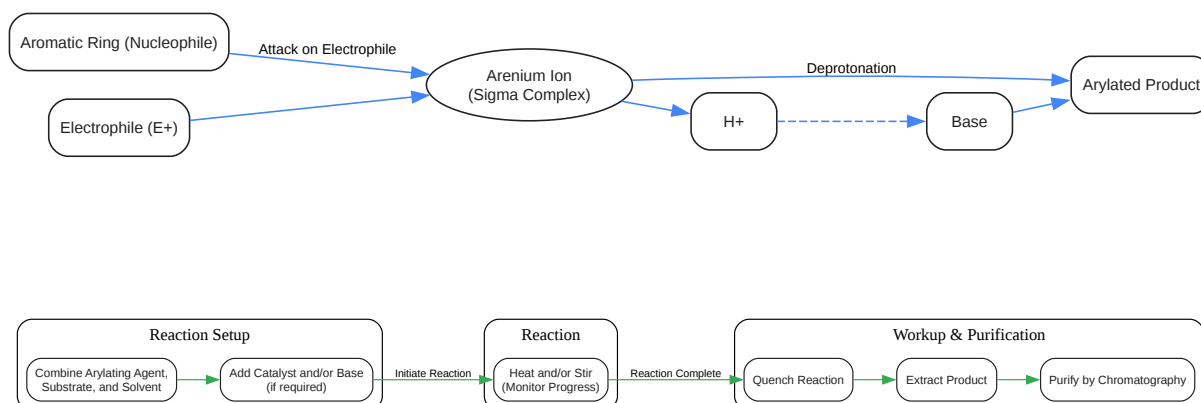 Aromatic Ring (Nucleophile)
Attack on Electrophile
Electrophile (E+)
Arenium Ion
(Sigma Complex)
Deprotonation
H+
Base
Arylated Product
Reaction Setup
Combine Arylating Agent,
Substrate, and Solvent
Add Catalyst and/or Base
(if required)
Initiate Reaction
Reaction
Heat and/or Stir
(Monitor Progress)
Reaction Complete
Workup & Purification
Quench Reaction
Extract Product
Purify by Chromatography